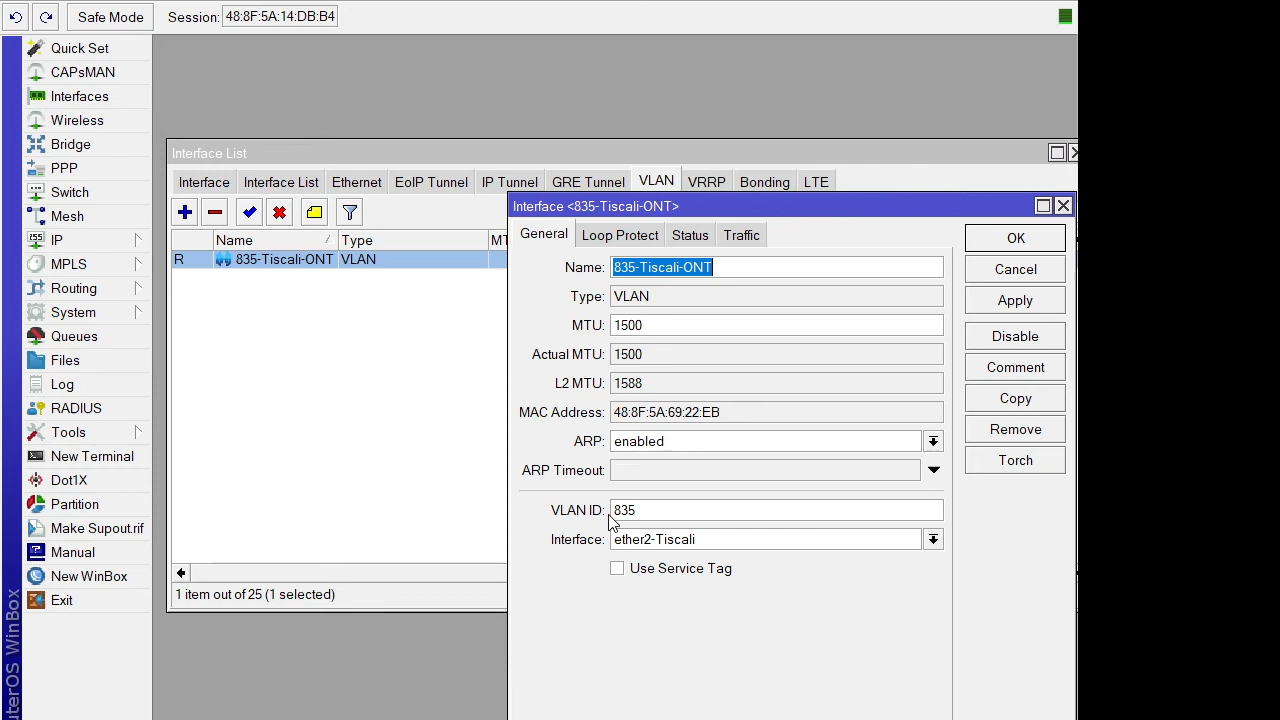 Safe Mode Session: 48:8F:5A:14:DB:B4
Quick Set
CAPsMAN
Interfaces
Wireless
Bridge
PPP
Switch
Mesh
IP
MPLS
Routing
System
Queues
Files
Log
RADIUS
Tools
New Terminal
Dot1X
Partition
Make Supout.rif
Manual
New WinBox
Exit
uterOS WinBox
Interface List
Interface Interface List Ethernet EoIP Tunnel IP Tunnel GRE Tunnel VLAN VRRP Bonding LTE
Name Type MT
R 835-Tiscali-ONT VLAN
1 item out of 25 (1 selected)
Interface <835-Tiscali-ONT>
General Loop Protect Status Traffic
Name: 835-Tiscali-ONT
Type: VLAN
MTU: 1500
Actual MTU: 1500
L2 MTU: 1588
MAC Address: 48:8F:5A:69:22:EB
ARP: enabled
ARP Timeout:
VLAN ID: 835
Interface: ether2-Tiscali
Use Service Tag
OK
Cancel
Apply
Disable
Comment
Copy
Remove
Torch